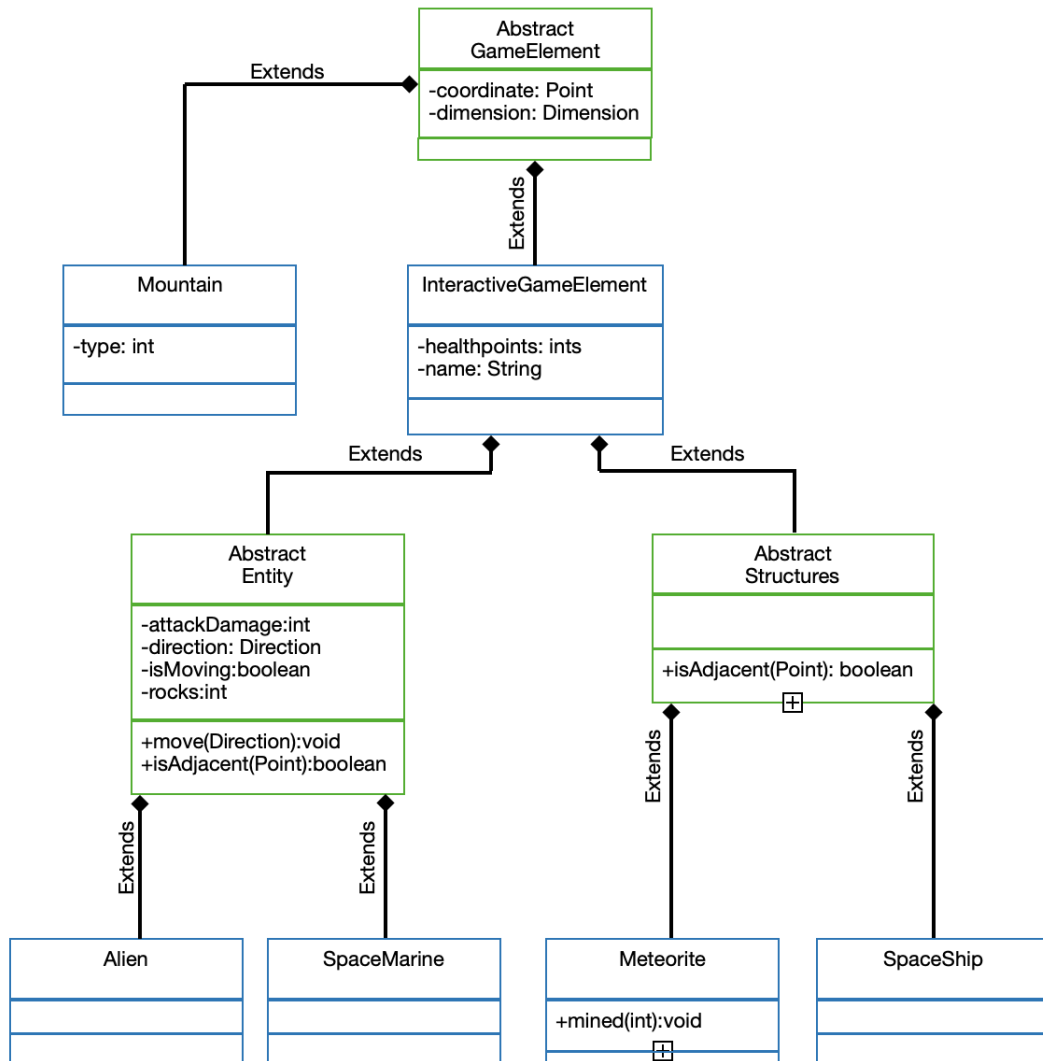 Abstract
GameElement
-coordinate: Point
-dimension: Dimension
Extends
Extends
Mountain
-type: int
InteractiveGameElement
-healthpoints: ints
-name: String
Extends
Extends
Abstract
Entity
-attackDamage:int
-direction: Direction
-isMoving:boolean
-rocks:int
+move(Direction):void
+isAdjacent(Point):boolean
Abstract
Structures
+isAdjacent(Point): boolean
Extends
Extends
Extends
Extends
Alien
SpaceMarine
Meteorite
+mined(int):void
SpaceShip